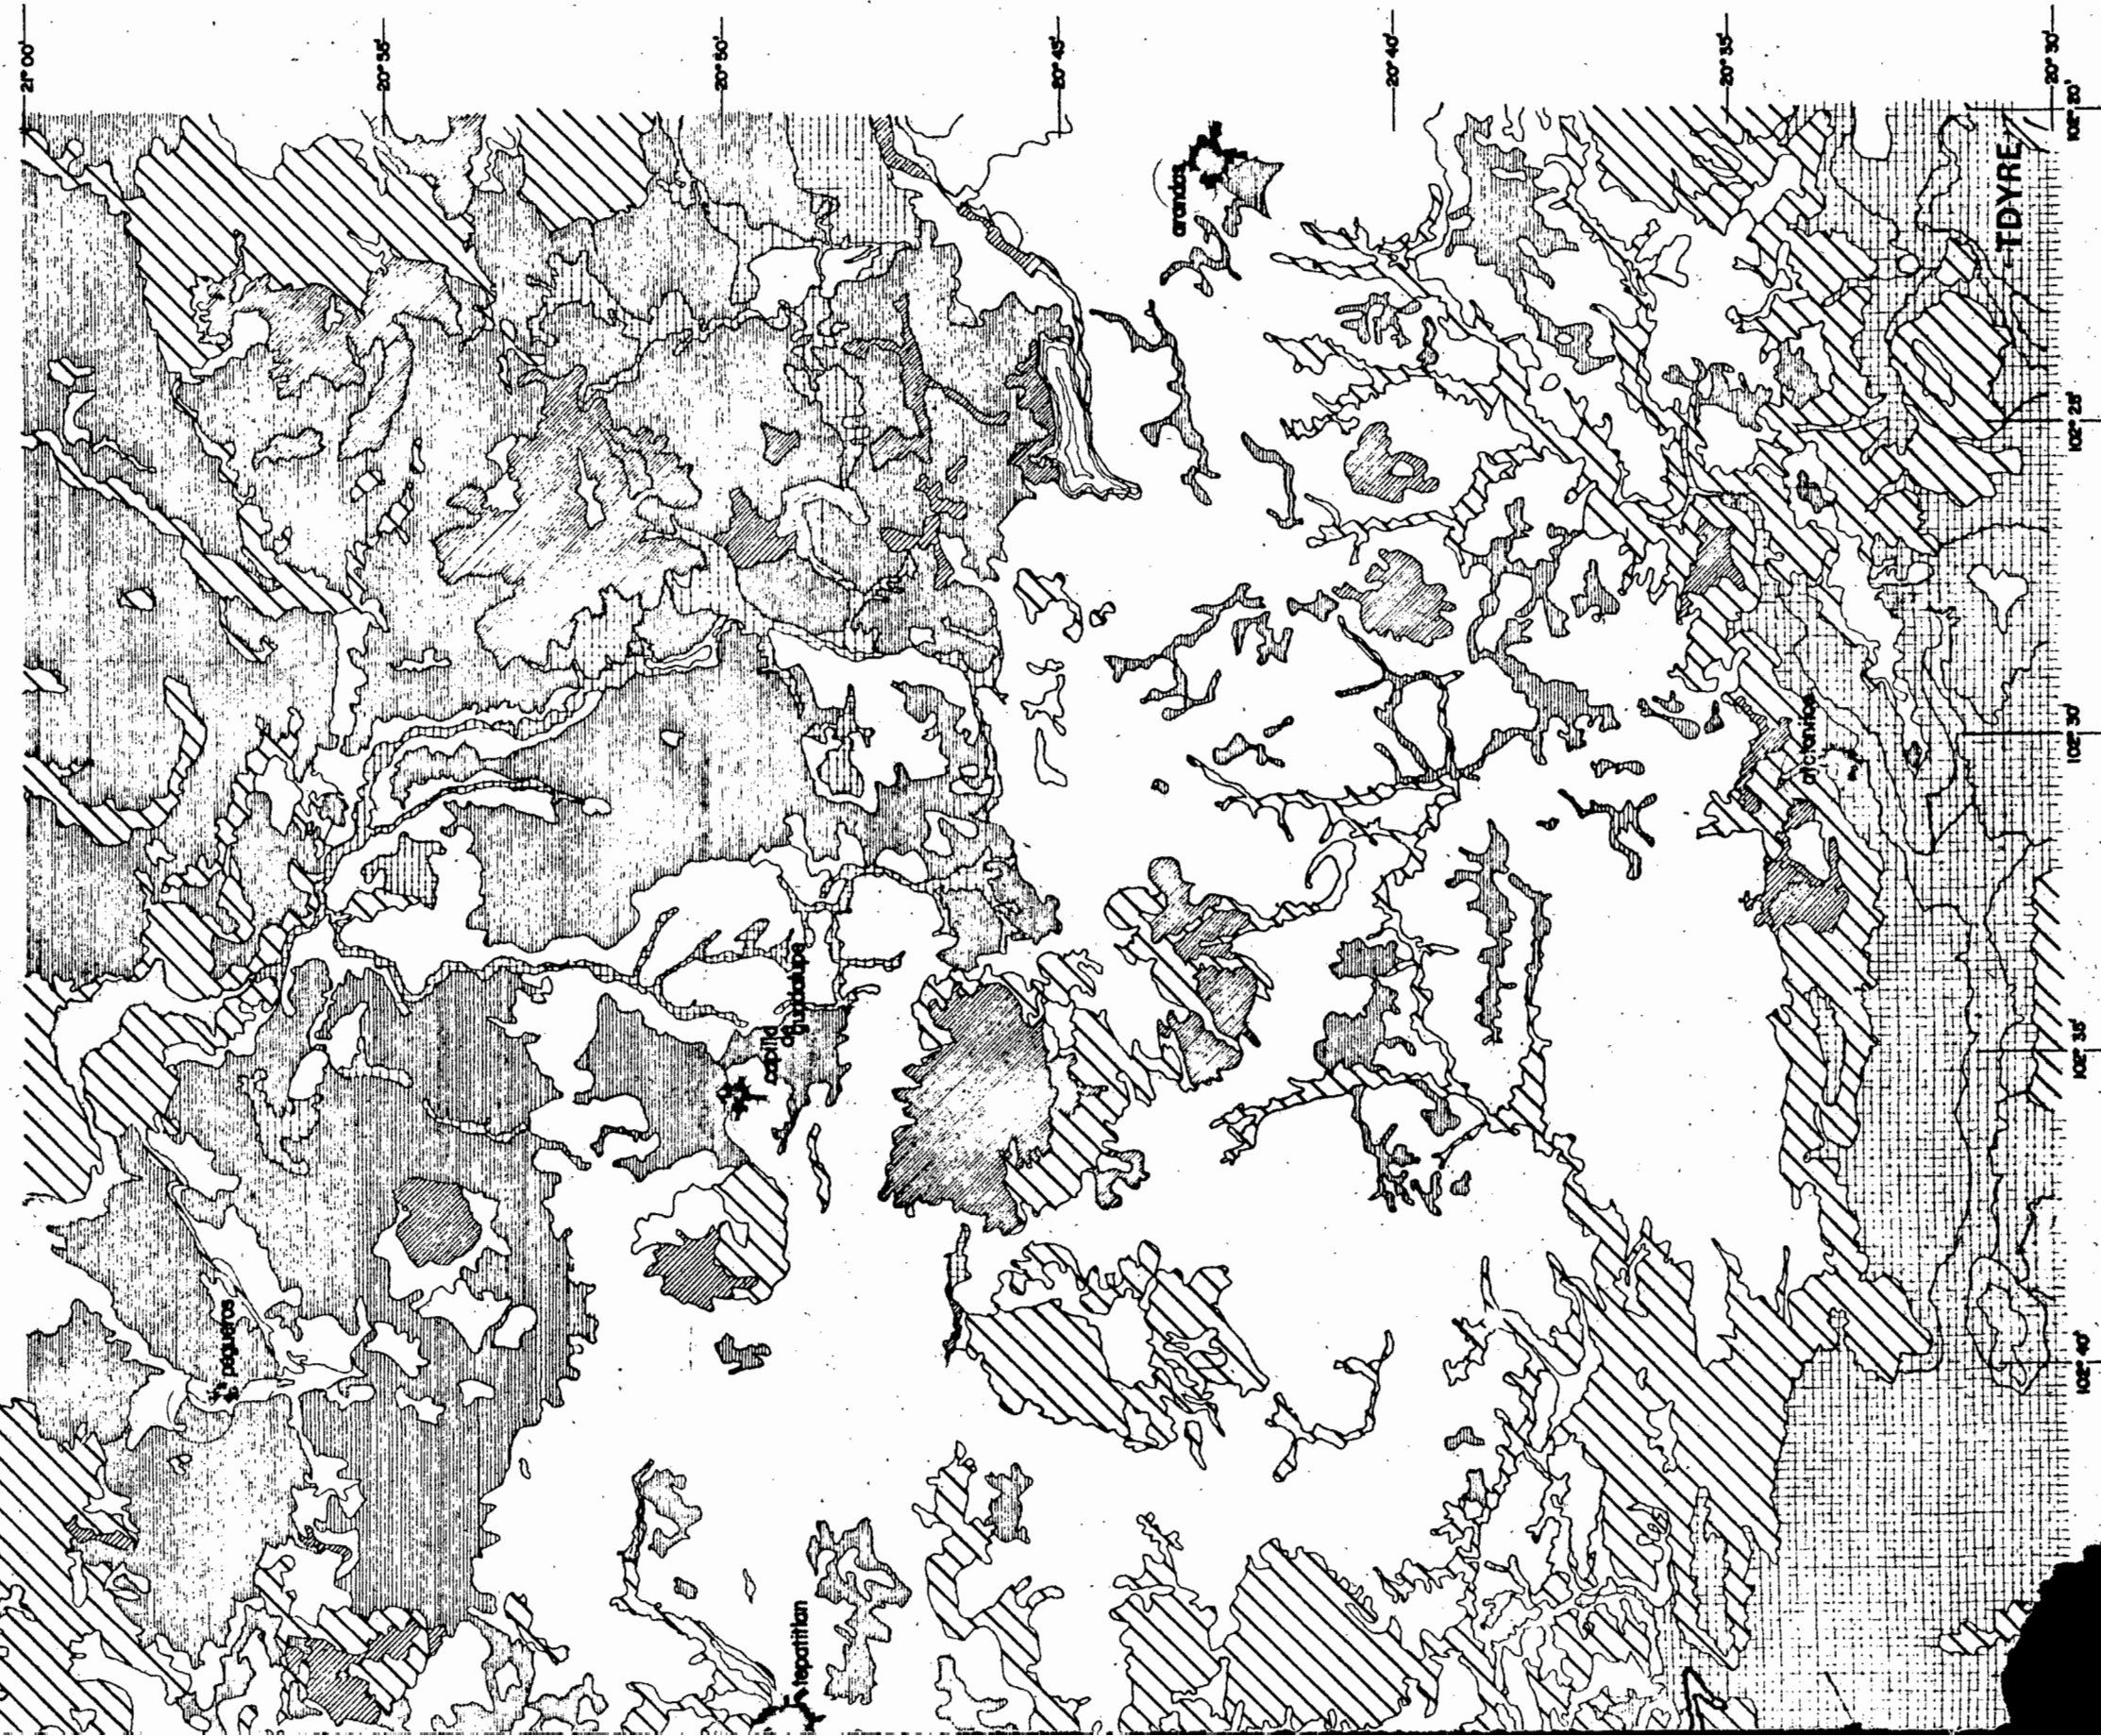 21° 00'
20° 55'
20° 50'
20° 45'
20° 40'
20° 35'
20° 30'
102° 20'
arandas
TDYRE
102° 25'
102° 30'
atotonilco
capilla
de
guadalupe
102° 35'
pegueros
102° 40'
tepatitlan